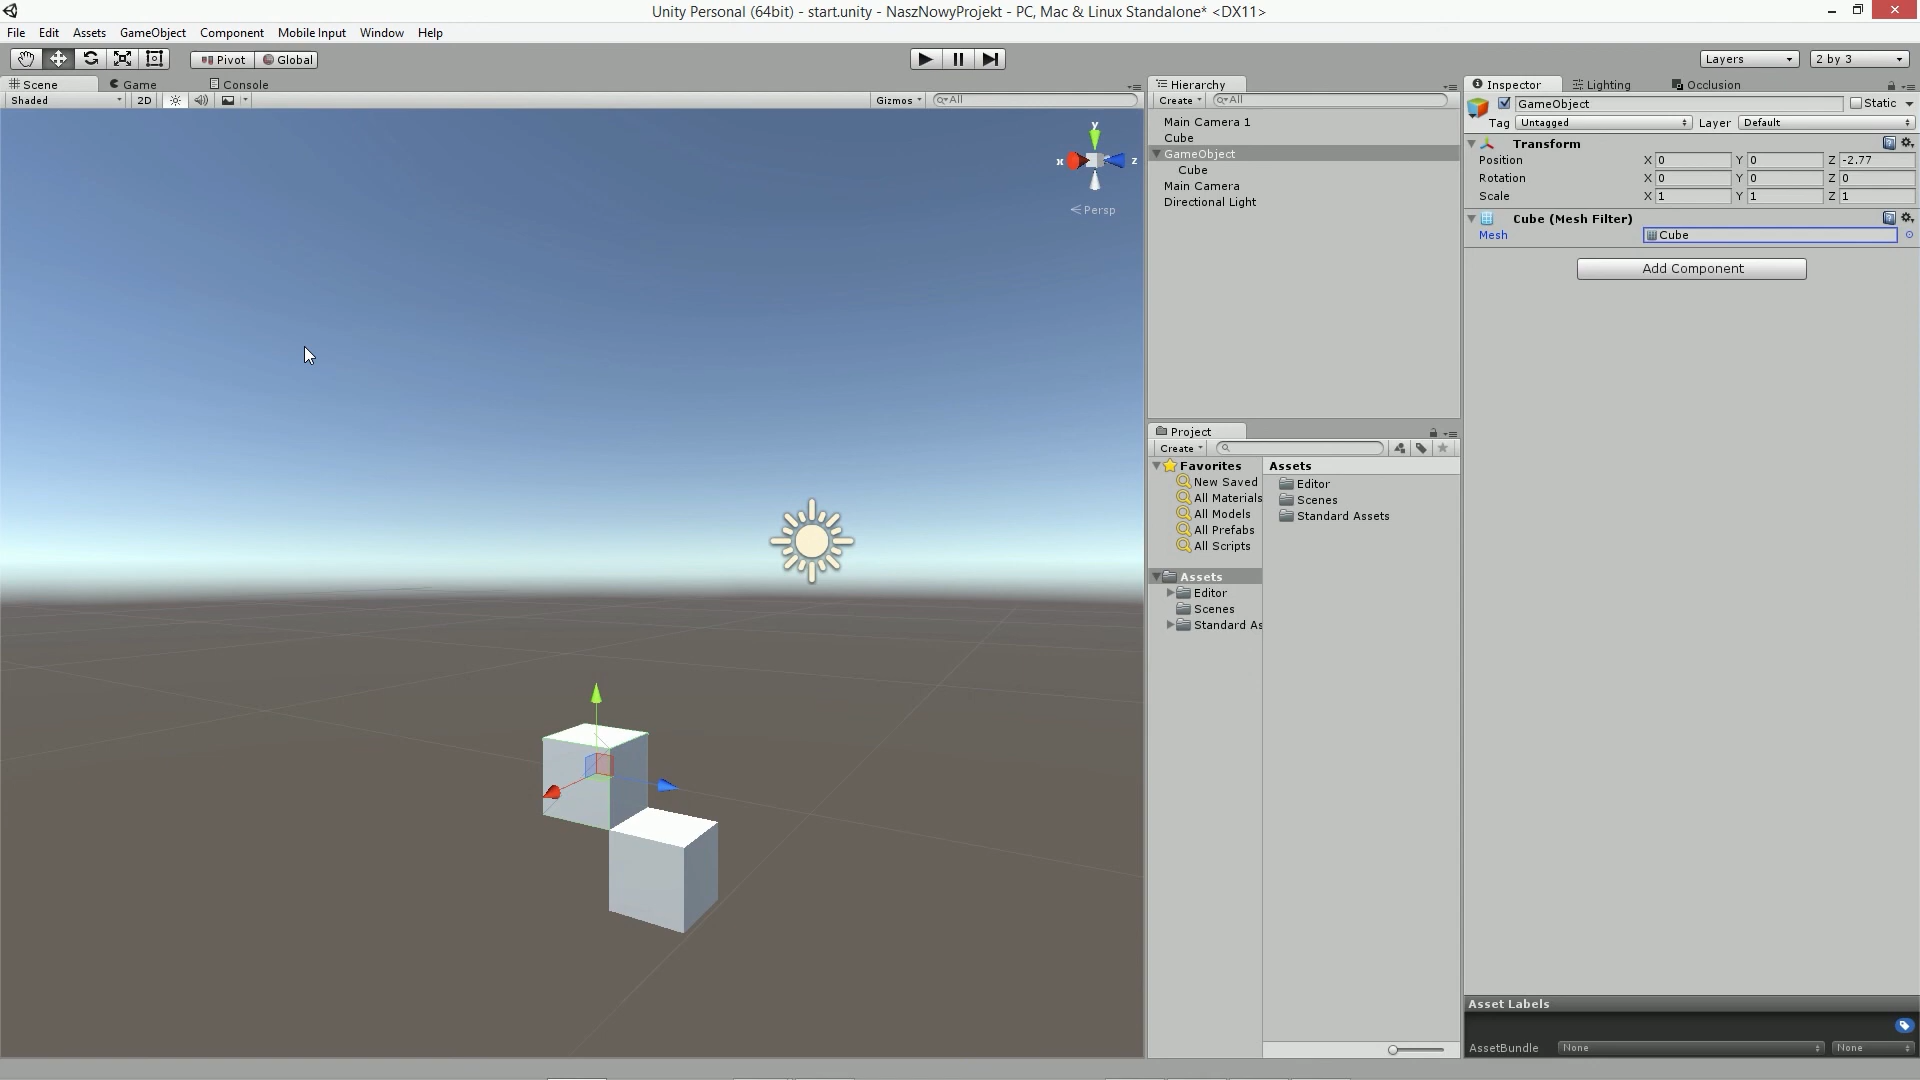 Unity Personal (64bit) - start.unity - NaszNowyProjekt - PC, Mac & Linux Standalone* <DX11>
File Edit Assets GameObject Component Mobile Input Window Help
Pivot Global Layers 2 by 3
Scene Game Console
Shaded 2D Gizmos All
x y z
Persp
Hierarchy
Create All
Main Camera 1
Cube
GameObject
Cube
Main Camera
Directional Light
Project
Create
Favorites
New Saved
All Materials
All Models
All Prefabs
All Scripts
Assets
Editor
Scenes
Standard As
Assets
Editor
Scenes
Standard Assets
Inspector Lighting Occlusion
GameObject Static
Tag Untagged Layer Default
Transform
Position X 0 Y 0 Z -2.77
Rotation X 0 Y 0 Z 0
Scale X 1 Y 1 Z 1
Cube (Mesh Filter)
Mesh Cube
Add Component
Asset Labels
AssetBundle None None